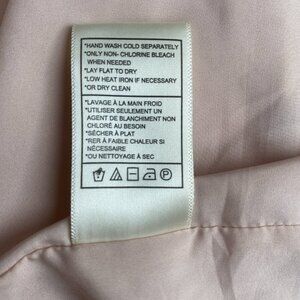 *HAND WASH COLD SEPARATELY
*ONLY NON- CHLORINE BLEACH
WHEN NEEDED
*LAY FLAT TO DRY
*LOW HEAT IRON IF NECESSARY
*OR DRY CLEAN
*LAVAGE À LA MAIN FROID
*UTILISER SEULEMENT UN
AGENT DE BLANCHIMENT NON
CHLORÉ AU BESOIN
*SÉCHER À PLAT
*RER À FAIBLE CHALEUR SI
NÉCESSAIRE
*OU NETTOYAGE À SEC
P